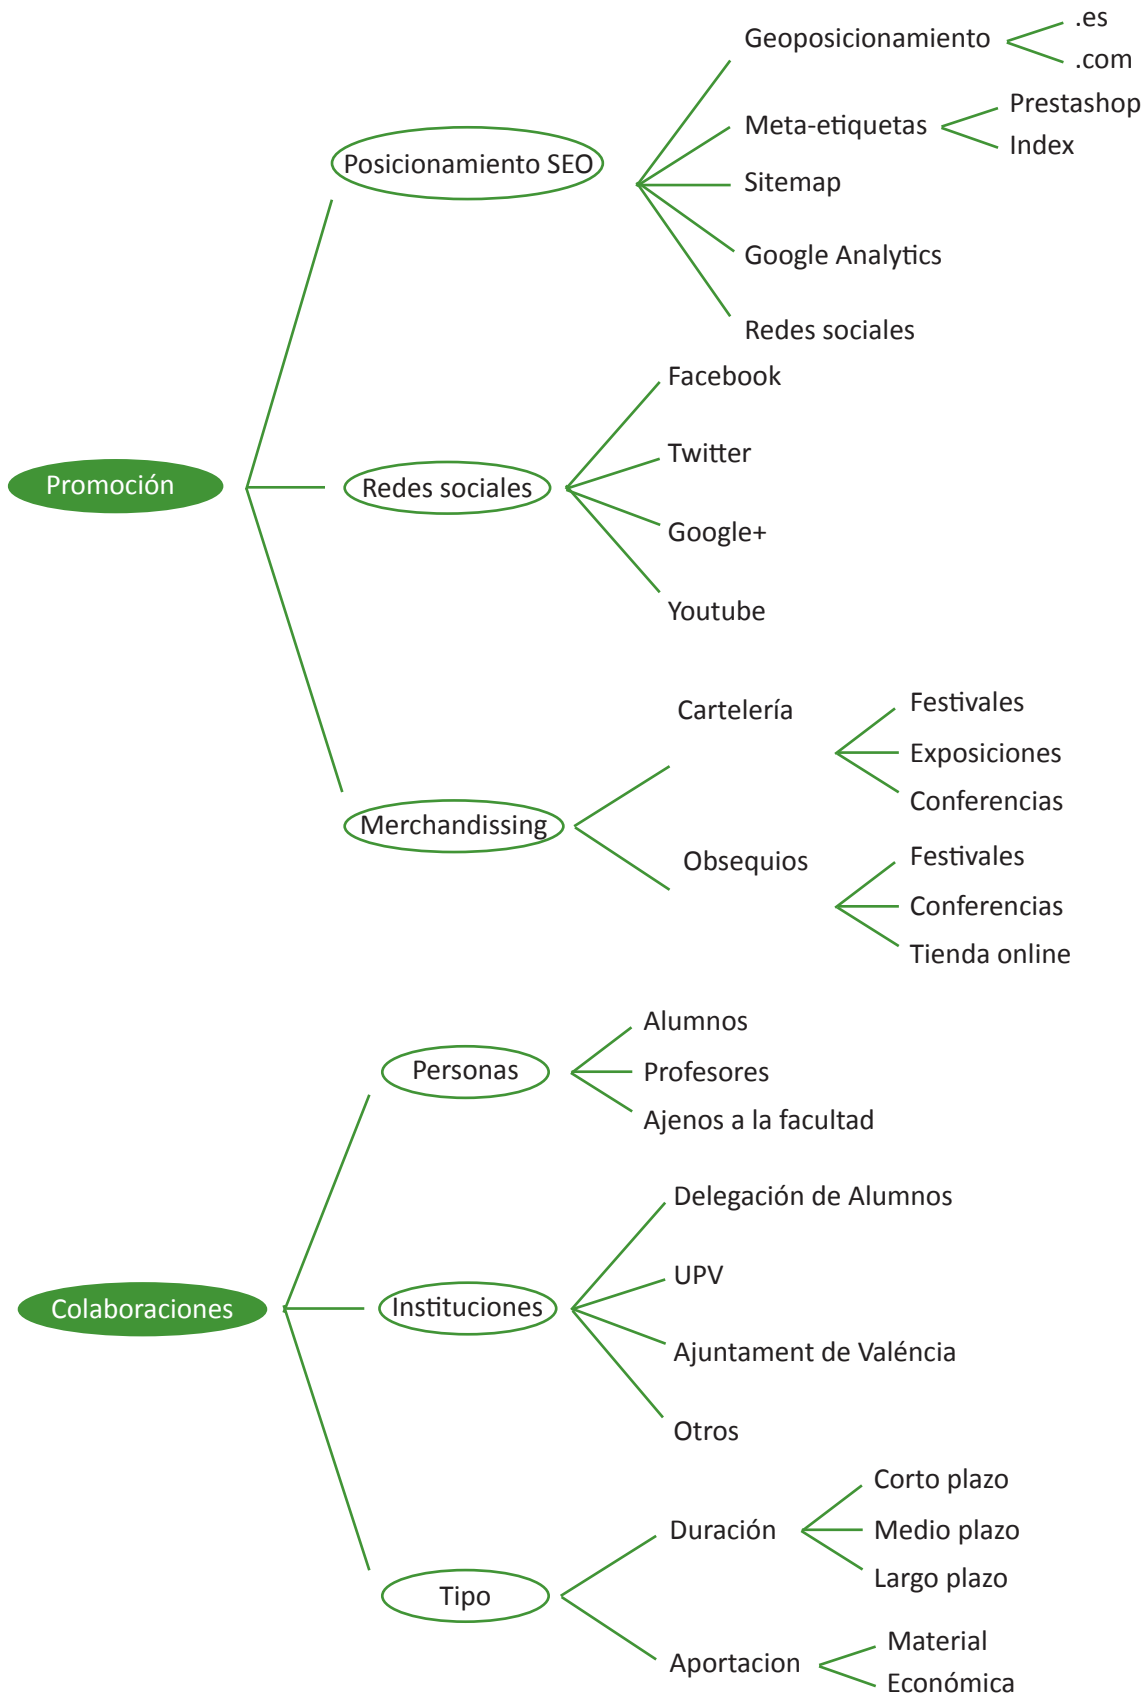 Geoposicionamiento
.es
.com
Meta-etiquetas
Prestashop
Index
Posicionamiento SEO
Sitemap
Google Analytics
Redes sociales
Facebook
Twitter
Promoción
Redes sociales
Google+
Youtube
Cartelería
Festivales
Exposiciones
Conferencias
Merchandissing
Obsequios
Festivales
Conferencias
Tienda online
Alumnos
Personas
Profesores
Ajenos a la facultad
Delegación de Alumnos
UPV
Colaboraciones
Instituciones
Ajuntament de Valéncia
Otros
Corto plazo
Duración
Medio plazo
Largo plazo
Tipo
Aportacion
Material
Económica